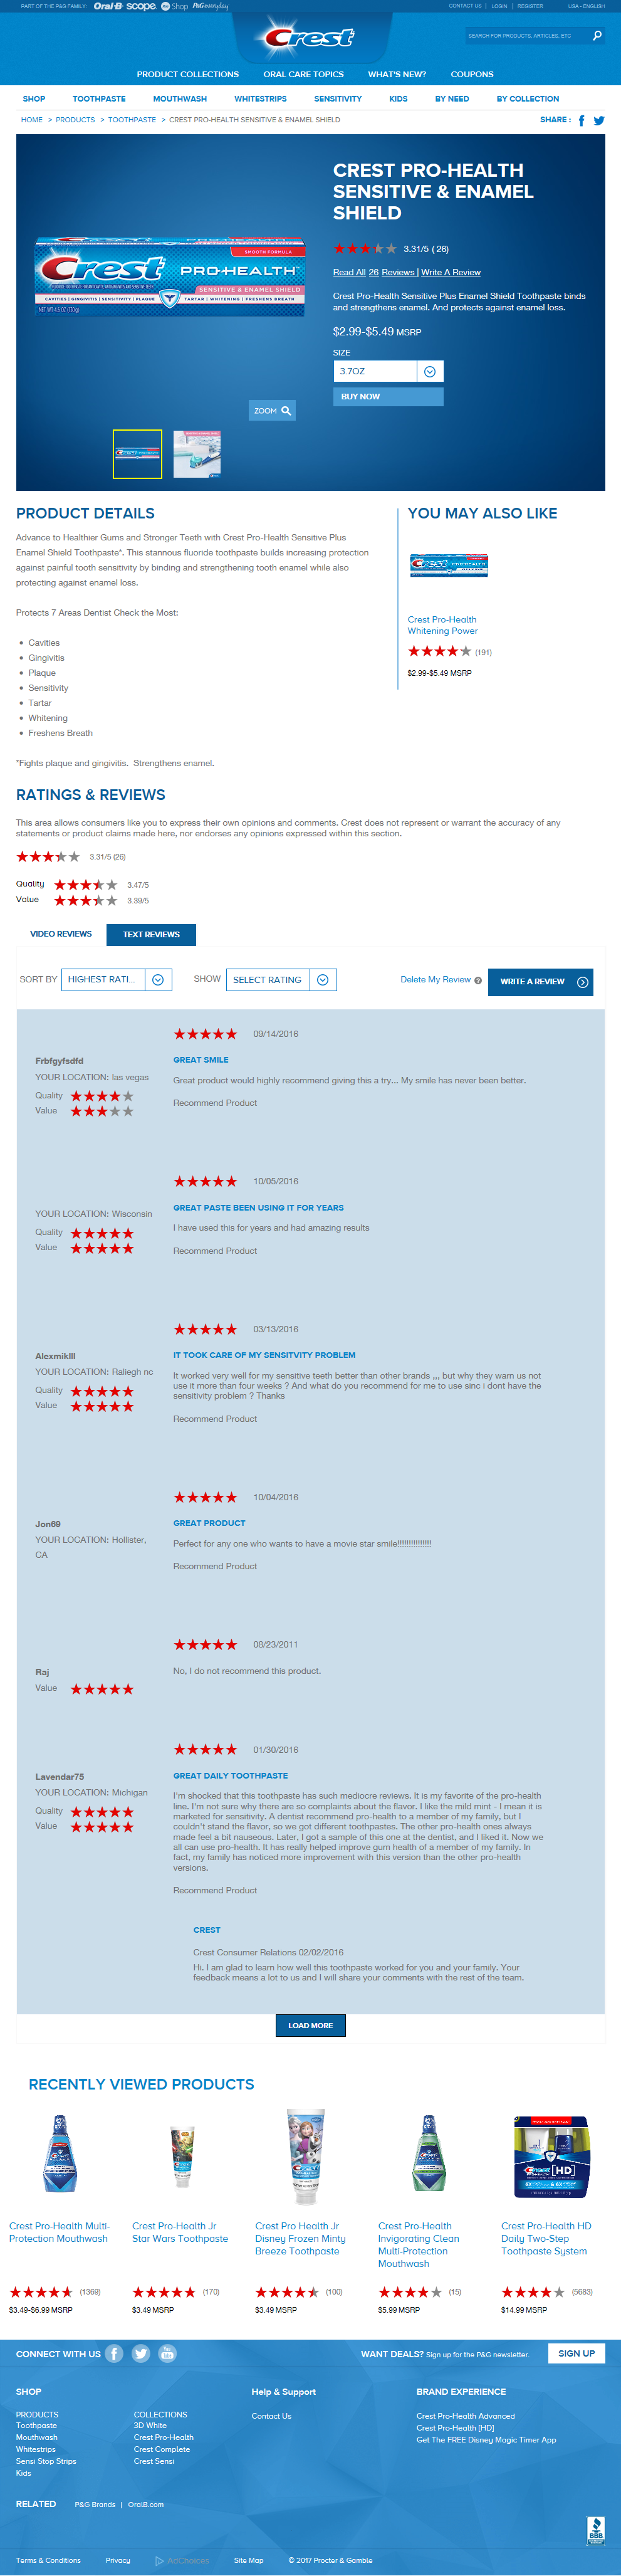 PART OF THE P&G FAMILY: Oral-B scope Shop P&G everyday
CONTACT US | LOGIN | REGISTER USA - ENGLISH
Crest
SEARCH FOR PRODUCTS, ARTICLES, ETC
PRODUCT COLLECTIONS ORAL CARE TOPICS WHAT'S NEW? COUPONS
SHOP TOOTHPASTE MOUTHWASH WHITESTRIPS SENSITIVITY KIDS BY NEED BY COLLECTION
HOME > PRODUCTS > TOOTHPASTE > CREST PRO-HEALTH SENSITIVE & ENAMEL SHIELD
SHARE :
CREST PRO-HEALTH
SENSITIVE & ENAMEL
SHIELD
3.31/5 ( 26)
Read All 26 Reviews | Write A Review
Crest Pro-Health Sensitive Plus Enamel Shield Toothpaste binds
and strengthens enamel. And protects against enamel loss.
$2.99-$5.49 MSRP
SIZE
3.7OZ
BUY NOW
SMOOTH FORMULA
Crest PRO-HEALTH
SENSITIVE & ENAMEL SHIELD
CAVITIES | GINGIVITIS | SENSITIVITY | PLAQUE TARTAR | WHITENING | FRESHENS BREATH
NET WT 4.6 OZ (130g)
ZOOM
PRODUCT DETAILS
Advance to Healthier Gums and Stronger Teeth with Crest Pro-Health Sensitive Plus
Enamel Shield Toothpaste*. This stannous fluoride toothpaste builds increasing protection
against painful tooth sensitivity by binding and strengthening tooth enamel while also
protecting against enamel loss.
Protects 7 Areas Dentist Check the Most:
• Cavities
• Gingivitis
• Plaque
• Sensitivity
• Tartar
• Whitening
• Freshens Breath
*Fights plaque and gingivitis. Strengthens enamel.
YOU MAY ALSO LIKE
Crest Pro-Health
Whitening Power
(191)
$2.99-$5.49 MSRP
RATINGS & REVIEWS
This area allows consumers like you to express their own opinions and comments. Crest does not represent or warrant the accuracy of any
statements or product claims made here, nor endorses any opinions expressed within this section.
3.31/5 (26)
Quality 3.47/5
Value 3.39/5
VIDEO REVIEWS TEXT REVIEWS
SORT BY HIGHEST RATI... SHOW SELECT RATING Delete My Review ? WRITE A REVIEW
09/14/2016
Frbfgyfsdfd
YOUR LOCATION: las vegas
Quality
Value
GREAT SMILE
Great product would highly recommend giving this a try... My smile has never been better.
Recommend Product
10/05/2016
YOUR LOCATION: Wisconsin
Quality
Value
GREAT PASTE BEEN USING IT FOR YEARS
I have used this for years and had amazing results
Recommend Product
03/13/2016
Alexmiklll
YOUR LOCATION: Raliegh nc
Quality
Value
IT TOOK CARE OF MY SENSITVITY PROBLEM
It worked very well for my sensitive teeth better than other brands ,,, but why they warn us not
use it more than four weeks ? And what do you recommend for me to use sinc i dont have the
sensitivity problem ? Thanks
Recommend Product
10/04/2016
Jon69
YOUR LOCATION: Hollister,
CA
GREAT PRODUCT
Perfect for any one who wants to have a movie star smile!!!!!!!!!!!!!!!
Recommend Product
08/23/2011
Raj
Value
No, I do not recommend this product.
01/30/2016
Lavendar75
YOUR LOCATION: Michigan
Quality
Value
GREAT DAILY TOOTHPASTE
I'm shocked that this toothpaste has such mediocre reviews. It is my favorite of the pro-health
line. I'm not sure why there are so complaints about the flavor. I like the mild mint - I mean it is
marketed for sensitivity. A dentist recommend pro-health to a member of my family, but I
couldn't stand the flavor, so we got different toothpastes. The other pro-health ones always
made feel a bit nauseous. Later, I got a sample of this one at the dentist, and I liked it. Now we
all can use pro-health. It has really helped improve gum health of a member of my family. In
fact, my family has noticed more improvement with this version than the other pro-health
versions.
Recommend Product
CREST
Crest Consumer Relations 02/02/2016
Hi. I am glad to learn how well this toothpaste worked for you and your family. Your
feedback means a lot to us and I will share your comments with the rest of the team.
LOAD MORE
RECENTLY VIEWED PRODUCTS
Crest Pro-Health Multi-
Protection Mouthwash
(1369)
$3.49-$6.99 MSRP
Crest Pro-Health Jr
Star Wars Toothpaste
(170)
$3.49 MSRP
Crest Pro Health Jr
Disney Frozen Minty
Breeze Toothpaste
(100)
$3.49 MSRP
Crest Pro-Health
Invigorating Clean
Multi-Protection
Mouthwash
(15)
$5.99 MSRP
Crest Pro-Health HD
Daily Two-Step
Toothpaste System
(5683)
$14.99 MSRP
CONNECT WITH US
WANT DEALS? Sign up for the P&G newsletter. SIGN UP
SHOP
PRODUCTS
Toothpaste
Mouthwash
Whitestrips
Sensi Stop Strips
Kids
COLLECTIONS
3D White
Crest Pro-Health
Crest Complete
Crest Sensi
Help & Support
Contact Us
BRAND EXPERIENCE
Crest Pro-Health Advanced
Crest Pro-Health [HD]
Get The FREE Disney Magic Timer App
RELATED P&G Brands | OralB.com
BBB
Terms & Conditions Privacy AdChoices Site Map © 2017 Procter & Gamble